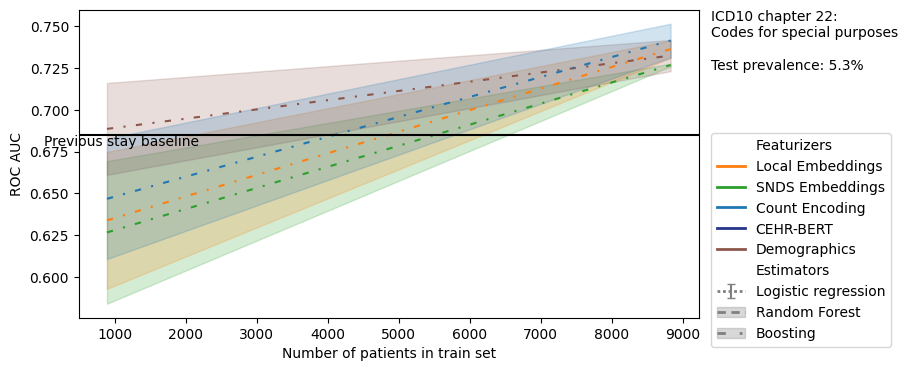 ICD10 chapter 22:
Codes for special purposes
Test prevalence: 5.3%
ROC AUC
0.750
0.725
0.700
0.675
0.650
0.625
0.600
Previous stay baseline
1000 2000 3000 4000 5000 6000 7000 8000 9000
Number of patients in train set
Featurizers
Local Embeddings
SNDS Embeddings
Count Encoding
CEHR-BERT
Demographics
Estimators
Logistic regression
Random Forest
Boosting